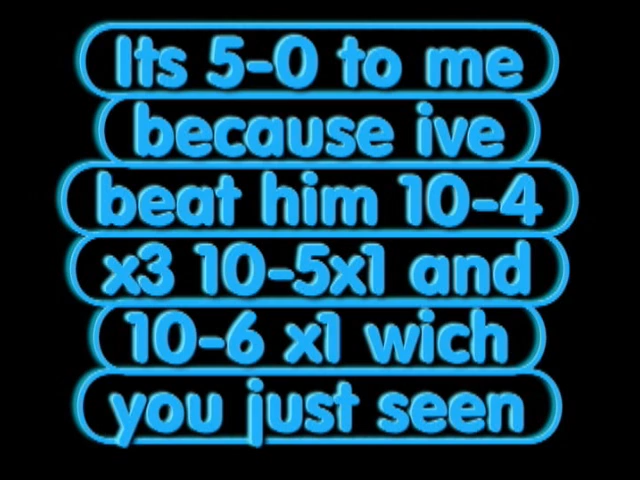 Its 5-0 to me
because ive
beat him 10-4
x3 10-5x1 and
10-6 x1 wich
you just seen